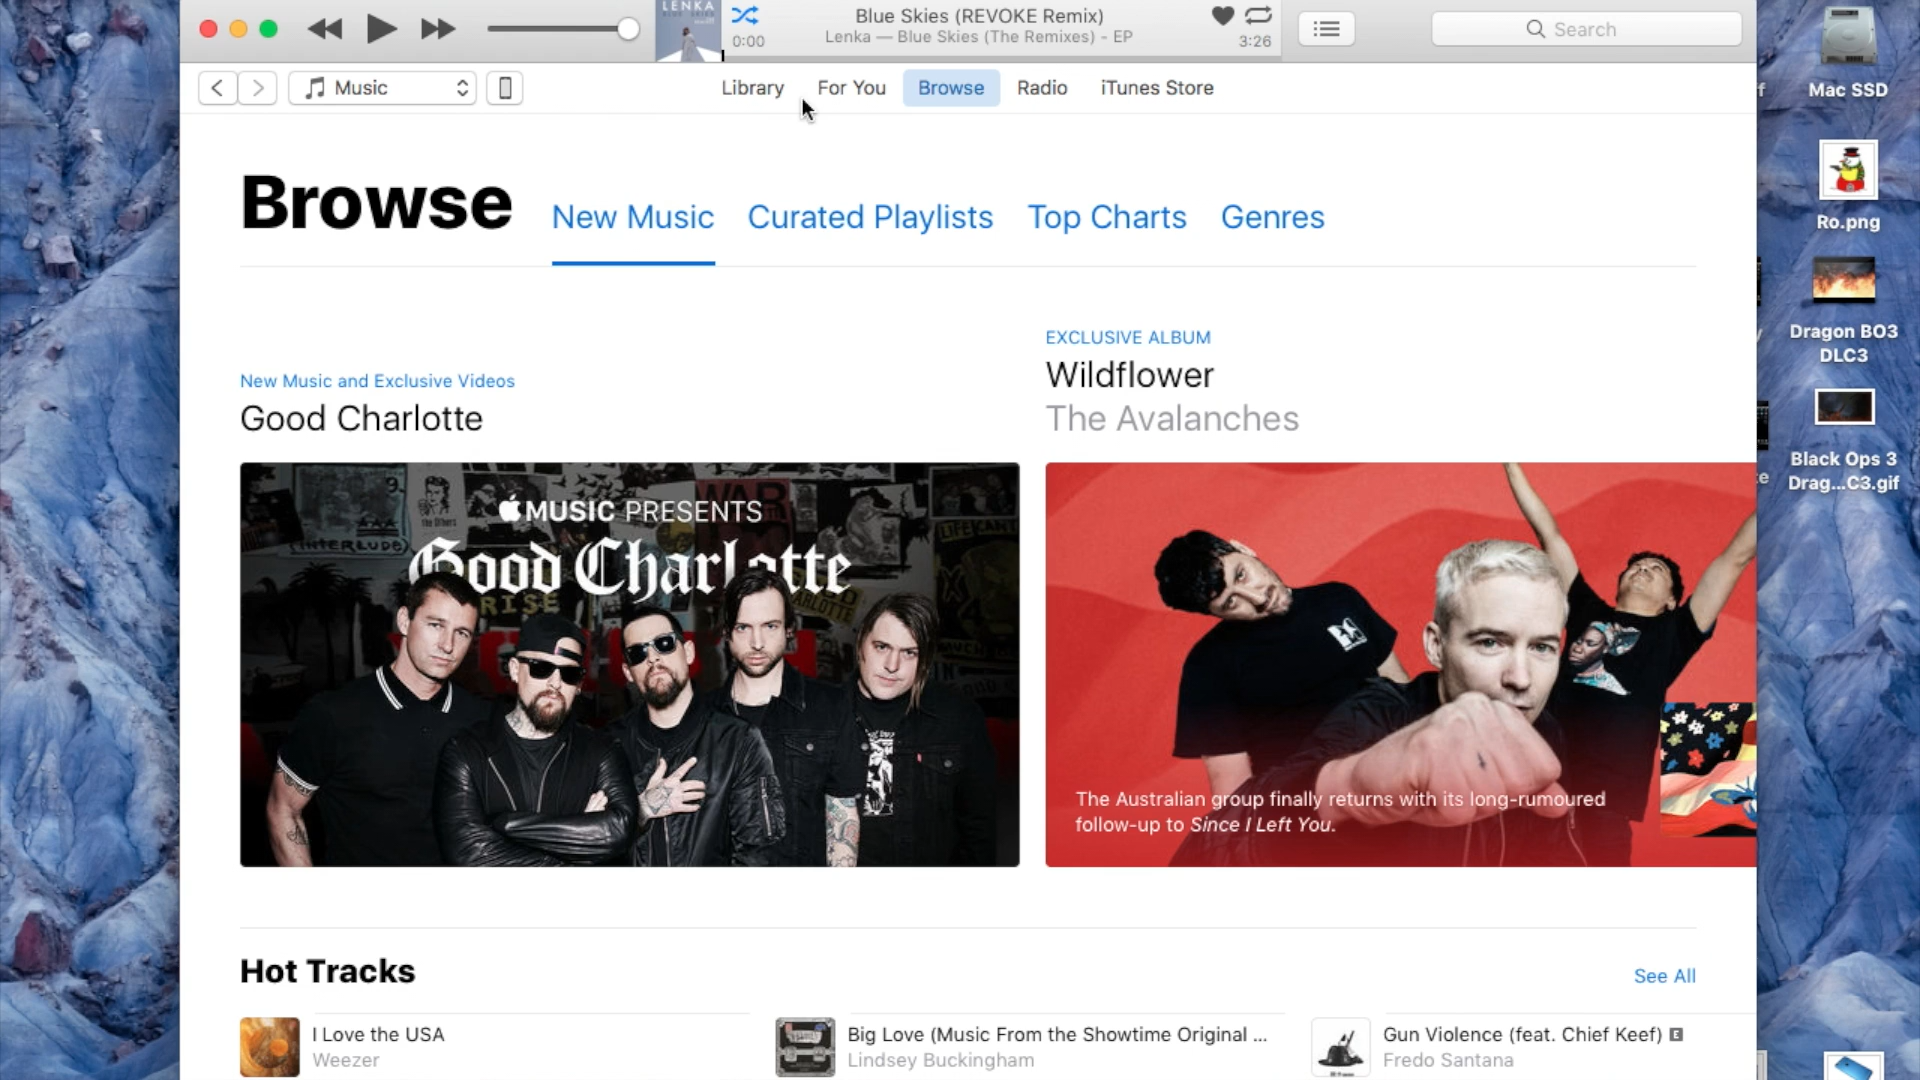 LENKA
0:00
Blue Skies (REVOKE Remix)
Lenka — Blue Skies (The Remixes) - EP
3:26
Search
Music
Library
For You
Browse
Radio
iTunes Store
Mac SSD
Ro.png
Dragon BO3
DLC3
Black Ops 3
Drag...C3.gif
Browse
New Music
Curated Playlists
Top Charts
Genres
New Music and Exclusive Videos
Good Charlotte
EXCLUSIVE ALBUM
Wildflower
The Avalanches
MUSIC PRESENTS
Good Charlotte
RISE
The Australian group finally returns with its long-rumoured
follow-up to Since I Left You.
Hot Tracks
See All
I Love the USA
Weezer
Big Love (Music From the Showtime Original ...
Lindsey Buckingham
Gun Violence (feat. Chief Keef) E
Fredo Santana